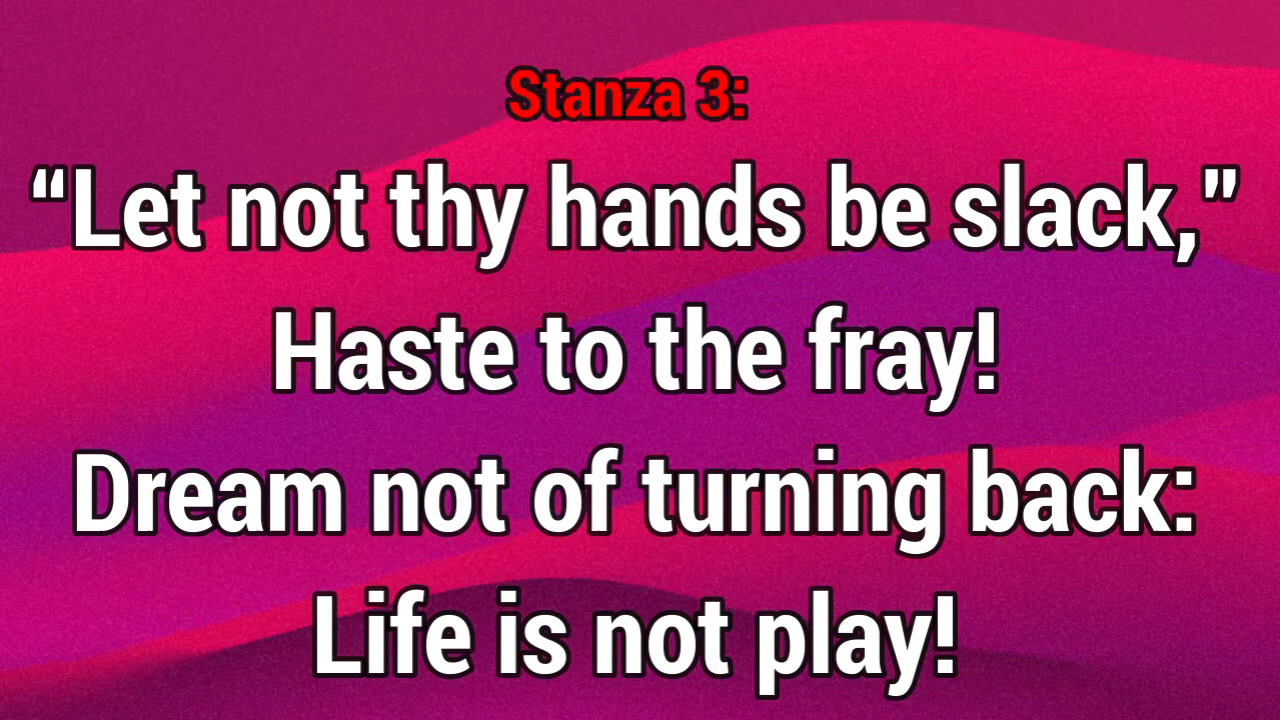 Stanza 3:
“Let not thy hands be slack,”
Haste to the fray!
Dream not of turning back:
Life is not play!